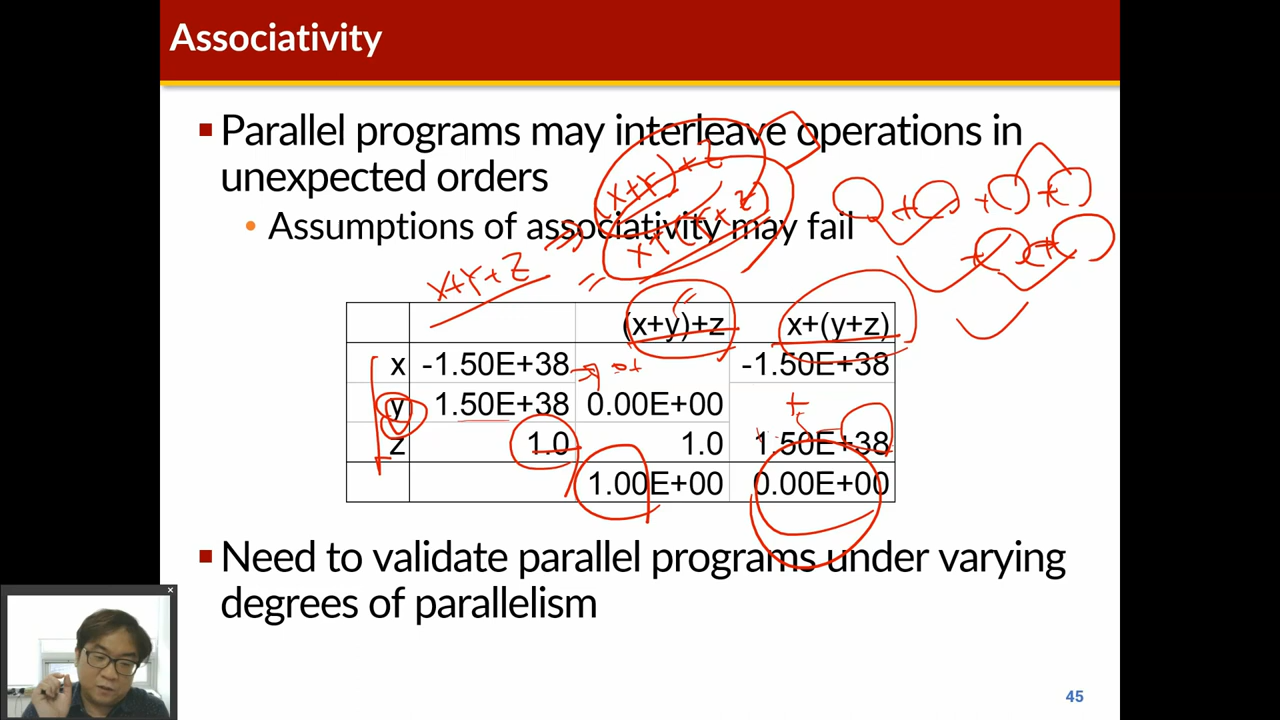 Associativity
▪ Parallel programs may interleave operations in
unexpected orders
• Assumptions of associativity may fail
(x+y)+z
x+(y+z)
x+y+z
(x+y)+z x+(y+z)
x -1.50E+38 -1.50E+38
y 1.50E+38 0.00E+00
z 1.0 1.0 1.50E+38
1.00E+00 0.00E+00
▪ Need to validate parallel programs under varying
degrees of parallelism
45